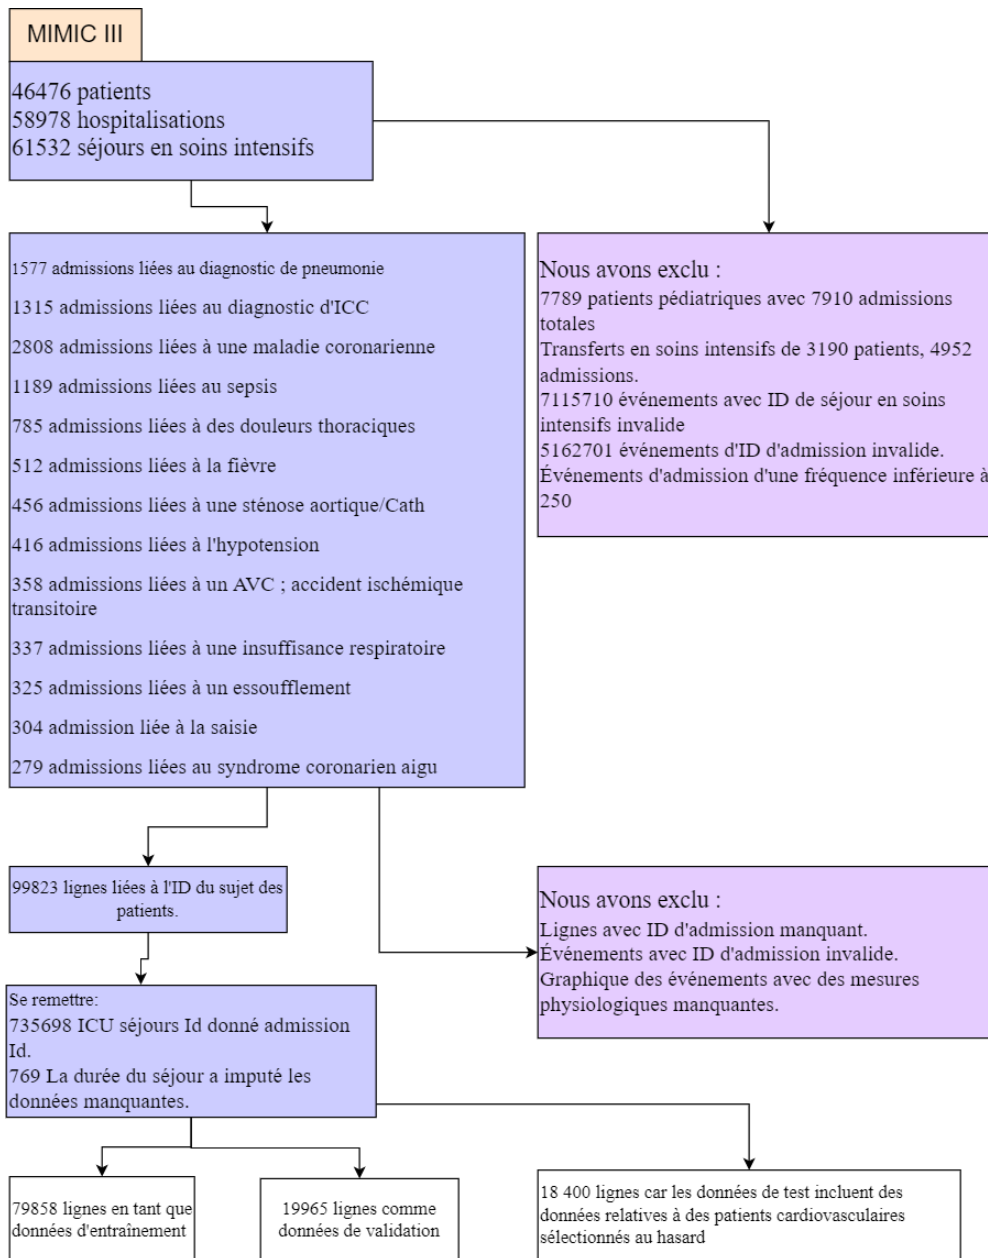 MIMIC III
46476 patients
58978 hospitalisations
61532 séjours en soins intensifs
1577 admissions liées au diagnostic de pneumonie
1315 admissions liées au diagnostic d'ICC
2808 admissions liées à une maladie coronarienne
1189 admissions liées au sepsis
785 admissions liées à des douleurs thoraciques
512 admissions liées à la fièvre
456 admissions liées à une sténose aortique/Cath
416 admissions liées à l'hypotension
358 admissions liées à un AVC ; accident ischémique
transitoire
337 admissions liées à une insuffisance respiratoire
325 admissions liées à un essoufflement
304 admission liée à la saisie
279 admissions liées au syndrome coronarien aigu
Nous avons exclu :
7789 patients pédiatriques avec 7910 admissions
totales
Transferts en soins intensifs de 3190 patients, 4952
admissions.
7115710 événements avec ID de séjour en soins
intensifs invalide
5162701 événements d'ID d'admission invalide.
Événements d'admission d'une fréquence inférieure à
250
99823 lignes liées à l'ID du sujet des
patients.
Nous avons exclu :
Lignes avec ID d'admission manquant.
Événements avec ID d'admission invalide.
Graphique des événements avec des mesures
physiologiques manquantes.
Se remettre:
735698 ICU séjours Id donné admission
Id.
769 La durée du séjour a imputé les
données manquantes.
79858 lignes en tant que
données d'entraînement
19965 lignes comme
données de validation
18 400 lignes car les données de test incluent des
données relatives à des patients cardiovasculaires
sélectionnés au hasard